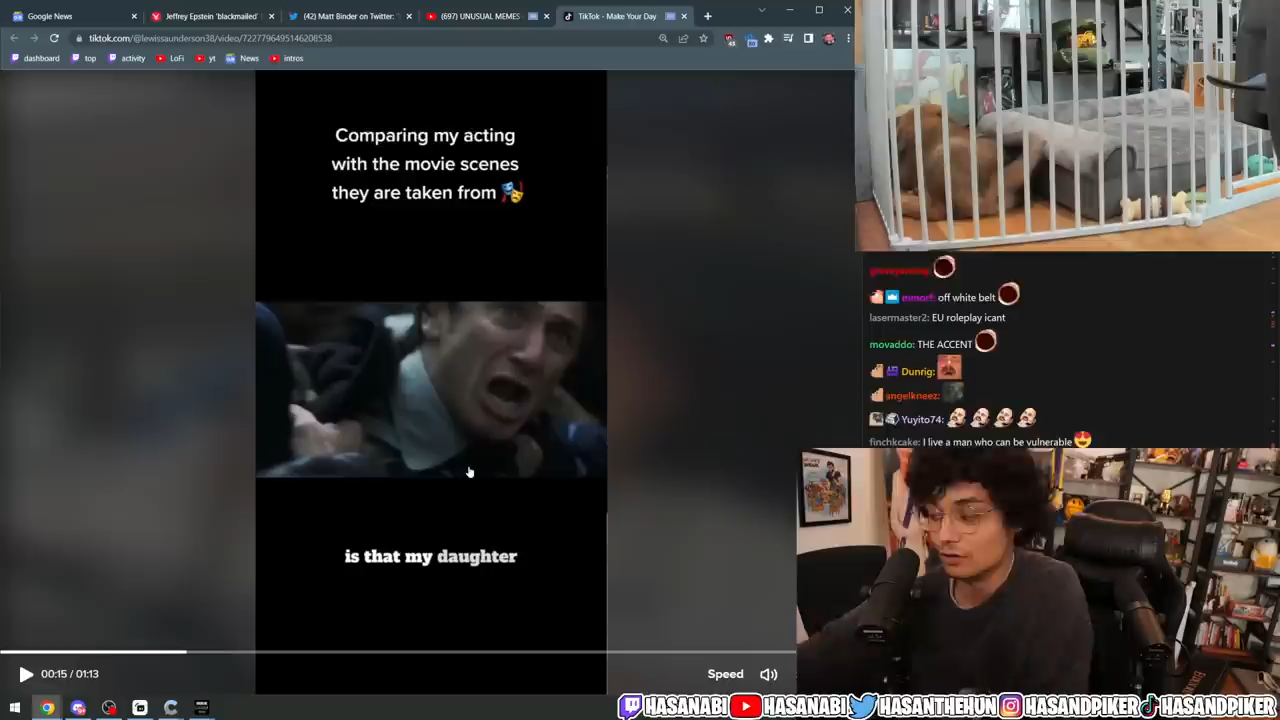 Google News
Jeffrey Epstein 'blackmailed'
(42) Matt Binder on Twitter: "
(697) UNUSUAL MEMES
TikTok - Make Your Day
tiktok.com/@lewissaunderson38/video/7227796495146208538
dashboard
top
activity
LoFi
yt
News
intros
Comparing my acting
with the movie scenes
they are taken from 🎭
is that my daughter
00:15 / 01:13
Speed
off white belt
lasermaster2: EU roleplay icant
movaddo: THE ACCENT
Dunrig:
angelkneez:
Yuyito74:
finchkcake: I live a man who can be vulnerable 😍
HASANABI
HASANABI
HASANTHEHUN
HASANDPIKER
HASANDPIKER